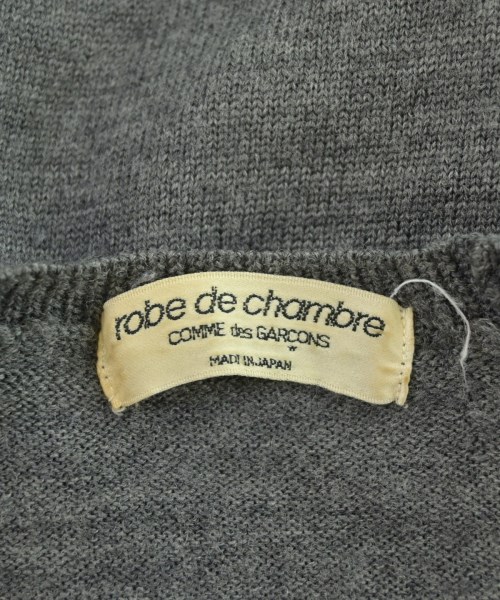 robe de chambre
COMME des GARCONS
MADE IN JAPAN